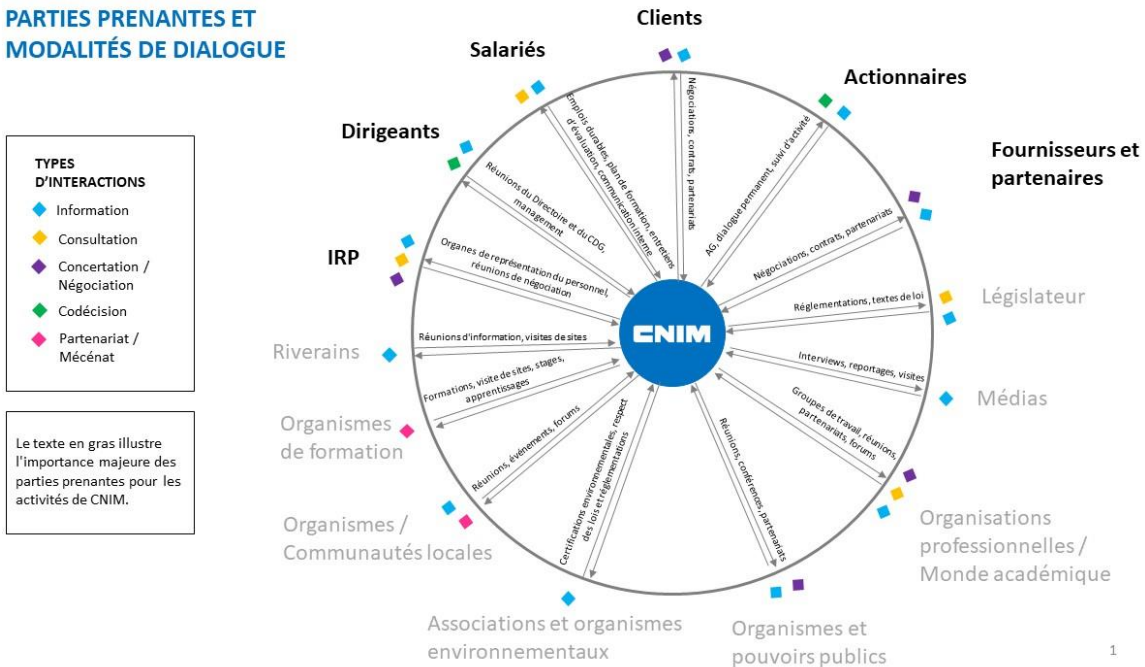 PARTIES PRENANTES ET
MODALITÉS DE DIALOGUE
TYPES
D'INTERACTIONS
Information
Consultation
Concertation /
Négociation
Codécision
Partenariat /
Mécénat
Le texte en gras illustre
l'importance majeure des
parties prenantes pour les
activités de CNIM.
Clients
Négociations, contrats, partenariats
Actionnaires
AG, dialogue permanent, suivi d'activité
Fournisseurs et
partenaires
Négociations, contrats, partenariats
Législateur
Réglementations, textes de loi
Médias
Interviews, reportages, visites
Organisations
professionnelles /
Monde académique
Groupes de travail, réunions,
partenariats, forums
Organismes et
pouvoirs publics
Réunions, conférences, partenariats
Associations et organismes
environnementaux
Certifications environnementales, respect
des lois et réglementations
Organismes /
Communautés locales
Réunions, événements, forums
Organismes
de formation
Formations, visite de sites, stages,
apprentissages
Riverains
Réunions d'information, visites de sites
IRP
Organes de représentation du personnel,
réunions de négociation
Dirigeants
Réunions du Directoire et du CDG,
management
Salariés
Emplois durables, plan de formation, entretiens
d'évaluation, communication interne
CNIM
1